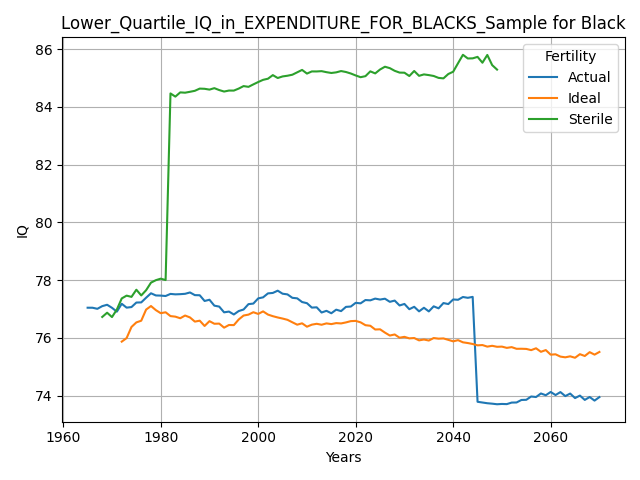 Lower_Quartile_IQ_in_EXPENDITURE_FOR_BLACKS_Sample for Black
Fertility
Actual
Ideal
Sterile
IQ
86
84
82
80
78
76
74
1960
1980
2000
2020
2040
2060
Years